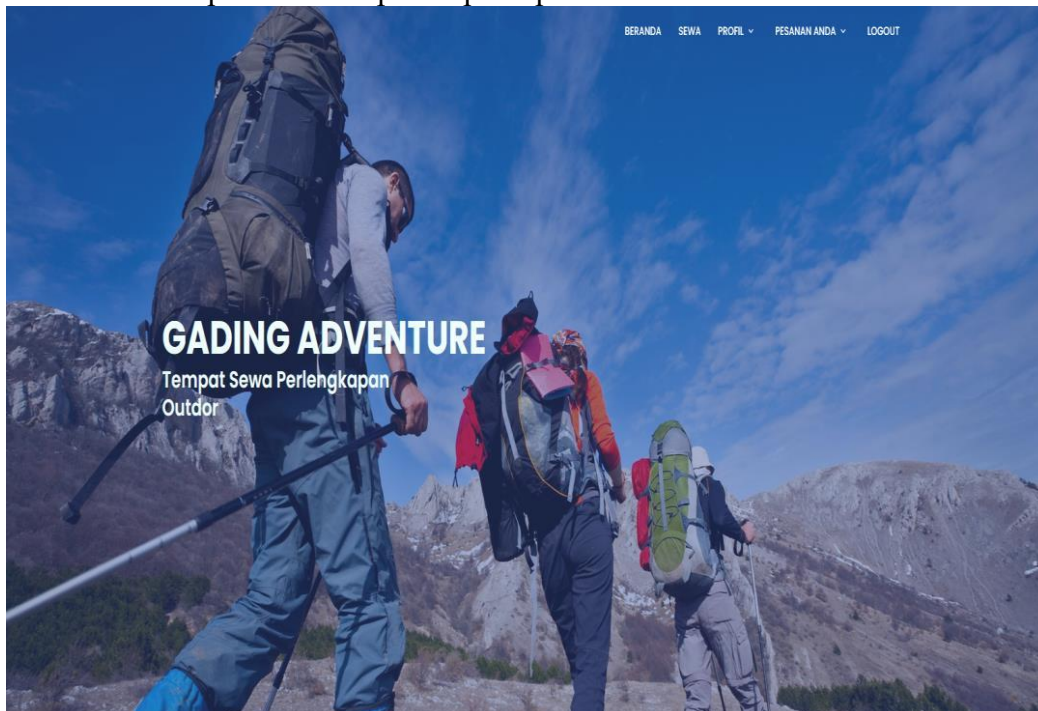 BERANDA SEWA PROFIL PESANAN ANDA LOGOUT
GADING ADVENTURE
Tempat Sewa Perlengkapan
Outdor